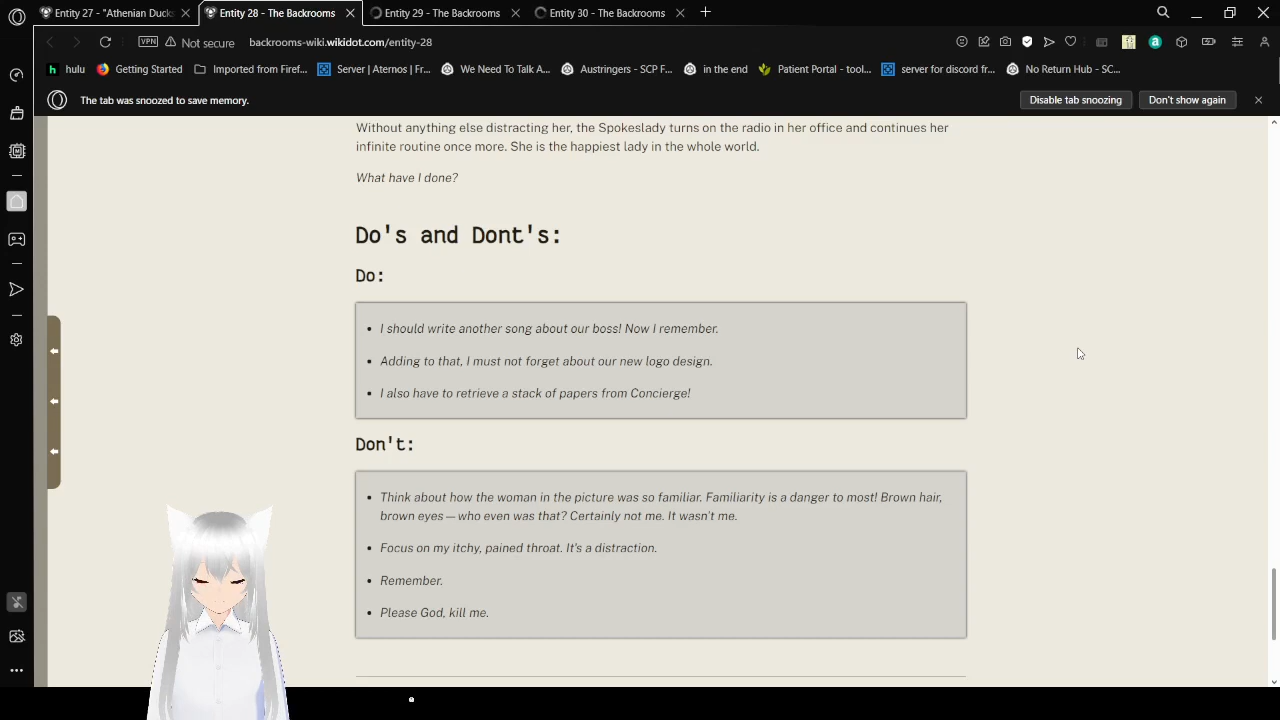 Entity 27 - "Athenian Ducks
Entity 28 - The Backrooms
Entity 29 - The Backrooms
Entity 30 - The Backrooms
VPN
Not secure
backrooms-wiki.wikidot.com/entity-28
hulu
Getting Started
Imported from Firef...
Server | Aternos | Fr...
We Need To Talk A...
Austringers - SCP F...
in the end
Patient Portal - tool...
server for discord fr...
No Return Hub - SC...
The tab was snoozed to save memory.
Disable tab snoozing
Don't show again
Without anything else distracting her, the Spokeslady turns on the radio in her office and continues her
infinite routine once more. She is the happiest lady in the whole world.
What have I done?
Do's and Dont's:
Do:
• I should write another song about our boss! Now I remember.
• Adding to that, I must not forget about our new logo design.
• I also have to retrieve a stack of papers from Concierge!
Don't:
• Think about how the woman in the picture was so familiar. Familiarity is a danger to most! Brown hair,
brown eyes — who even was that? Certainly not me. It wasn't me.
• Focus on my itchy, pained throat. It's a distraction.
• Remember.
• Please God, kill me.